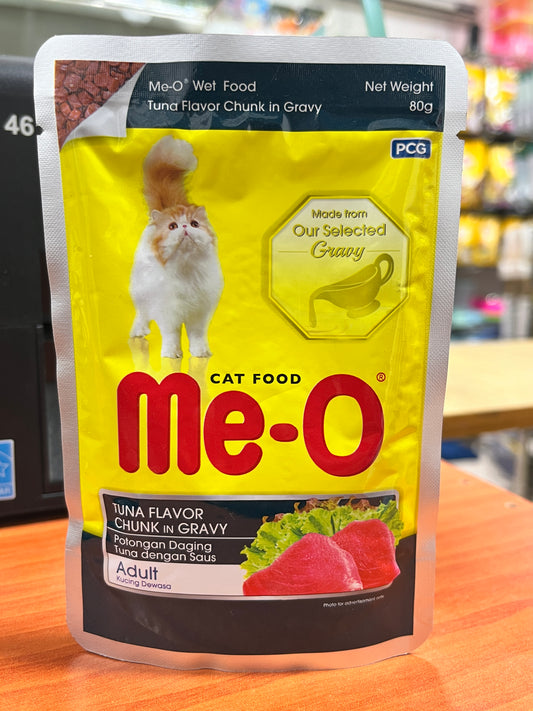 46
Me-O® Wet Food
Tuna Flavor Chunk in Gravy
Net Weight
80g
PCG
Made from
Our Selected
Gravy
CAT FOOD
Me-O®
TUNA FLAVOR
CHUNK IN GRAVY
Potongan Daging
Tuna dengan Saus
Adult
Kucing Dewasa
Photo for advertisement only